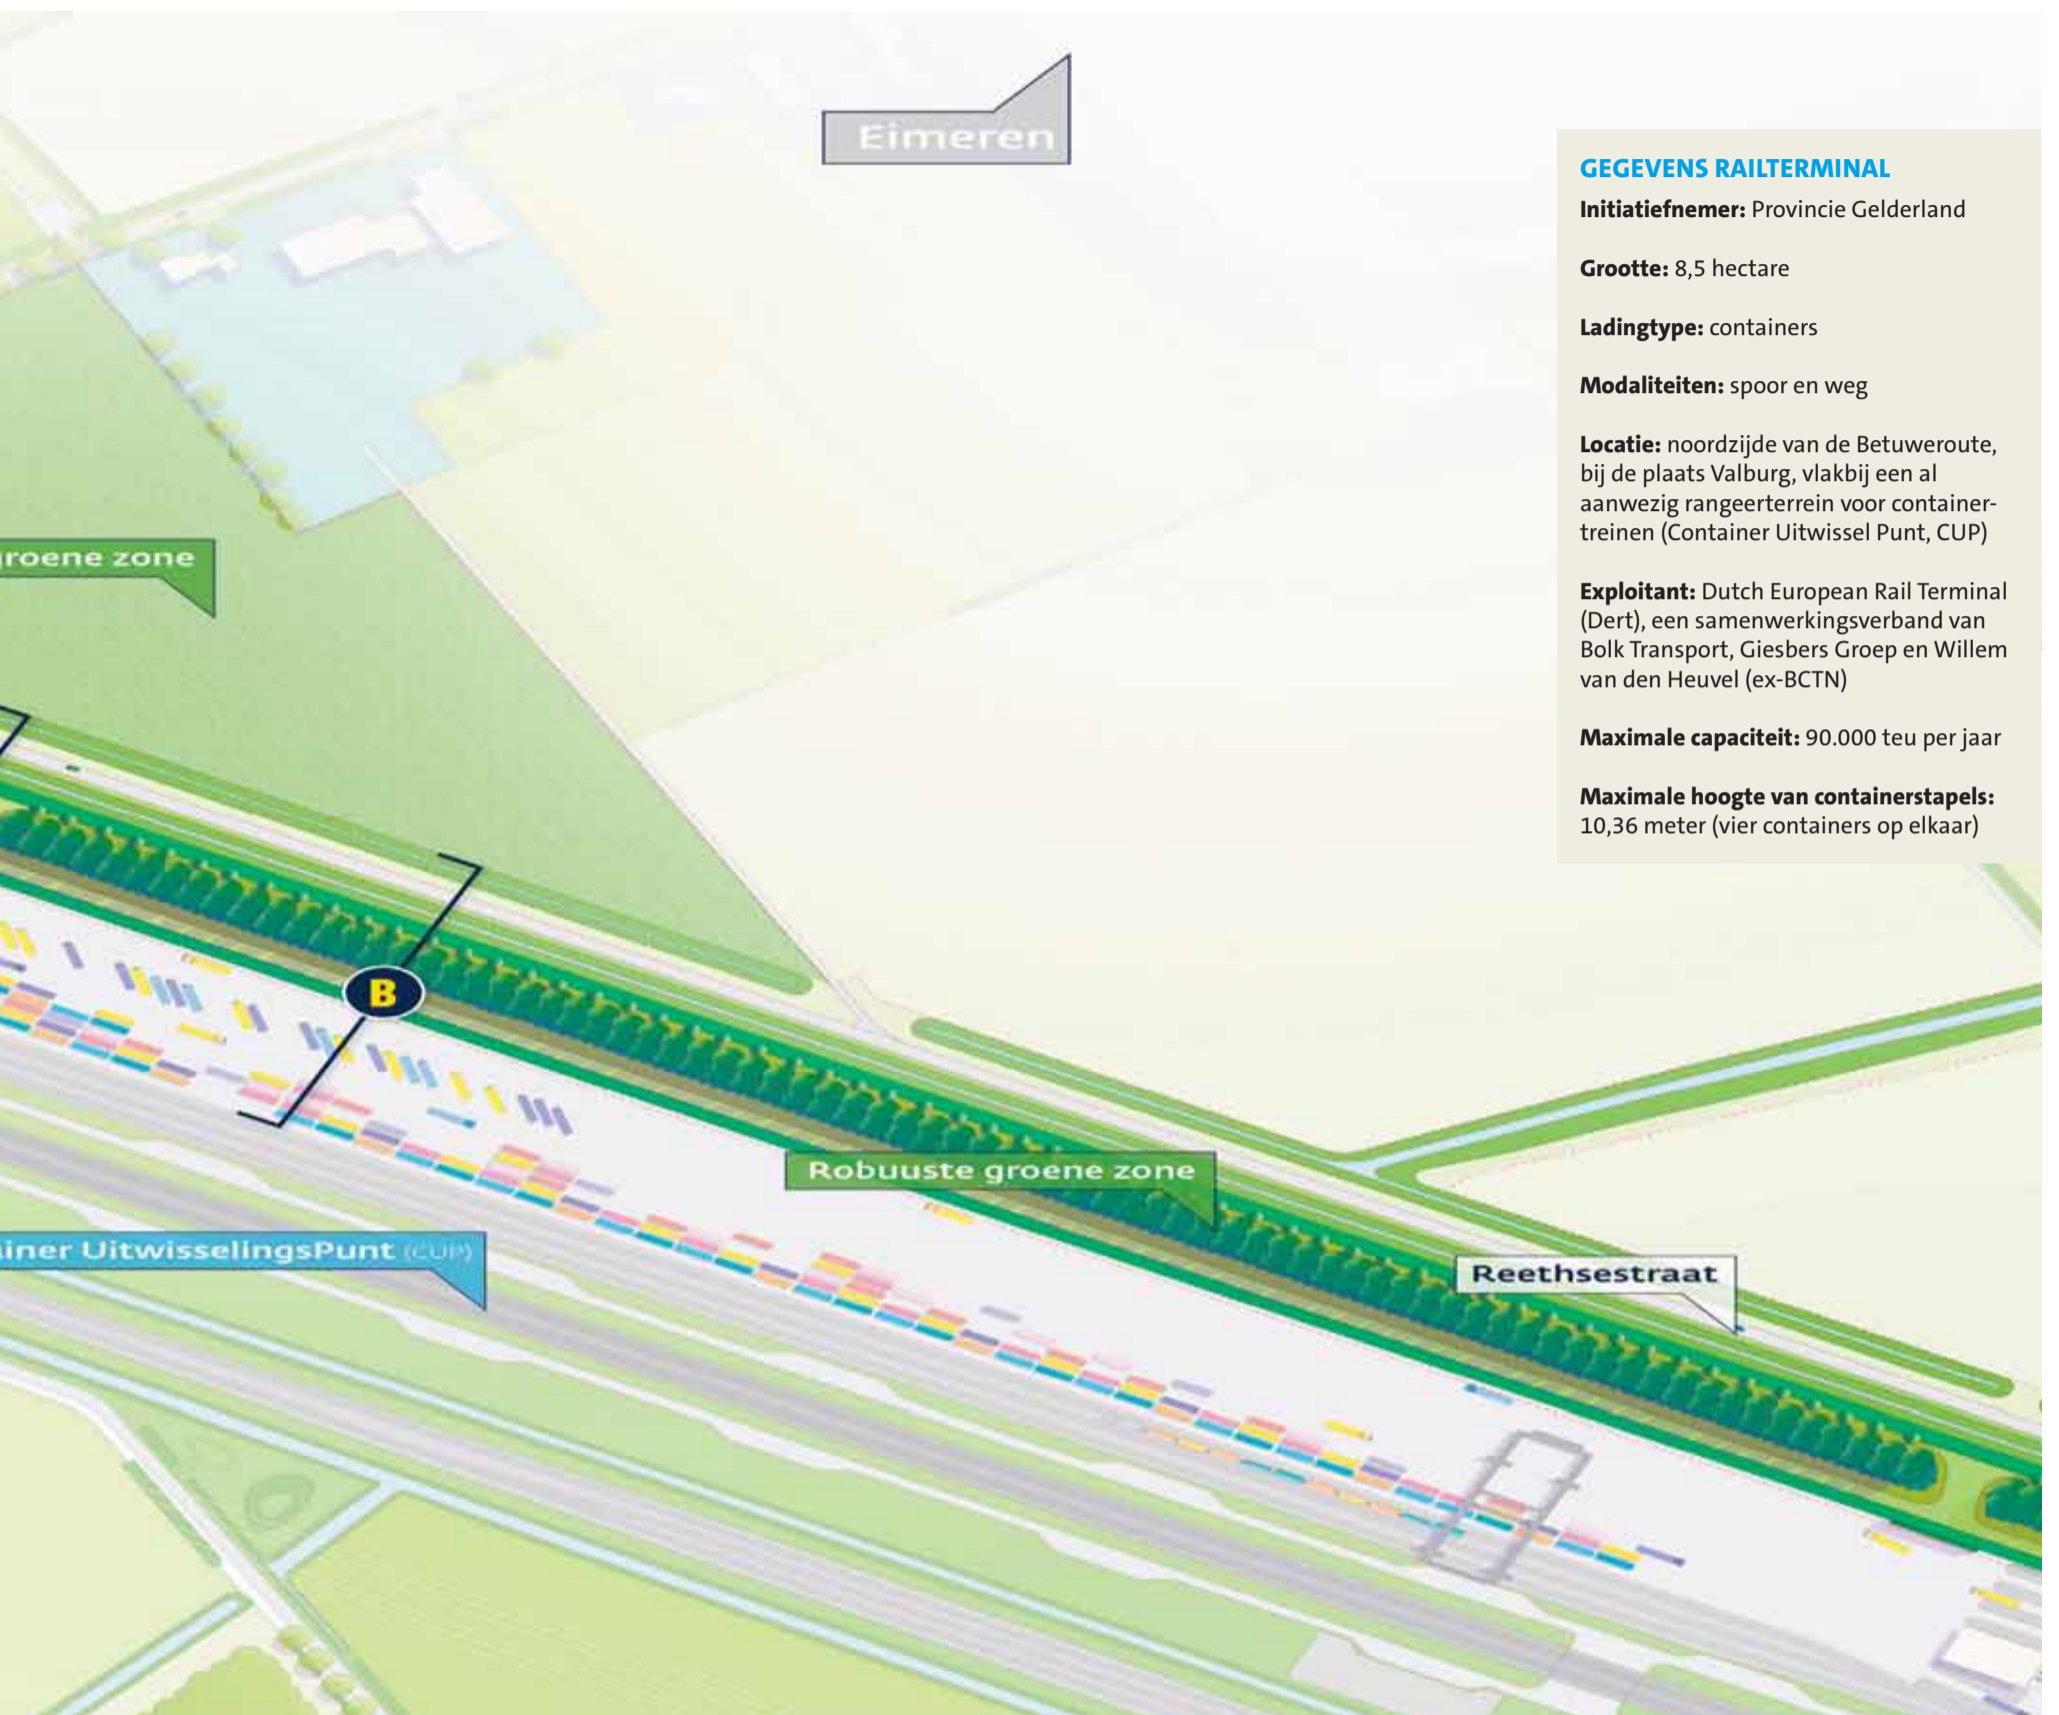 Eimeren
GEGEVENS RAILTERMINAL
Initiatiefnemer: Provincie Gelderland
Grootte: 8,5 hectare
Ladingtype: containers
Modaliteiten: spoor en weg
Locatie: noordzijde van de Betuweroute,
bij de plaats Valburg, vlakbij een al
aanwezig rangeerterrein voor container-
treinen (Container Uitwissel Punt, CUP)
Exploitant: Dutch European Rail Terminal
(Dert), een samenwerkingsverband van
Bolk Transport, Giesbers Groep en Willem
van den Heuvel (ex-BCTN)
Maximale capaciteit: 90.000 teu per jaar
Maximale hoogte van containerstapels:
10,36 meter (vier containers op elkaar)
groene zone
B
Robuuste groene zone
iner UitwisselingsPunt (CUP)
Reethsestraat